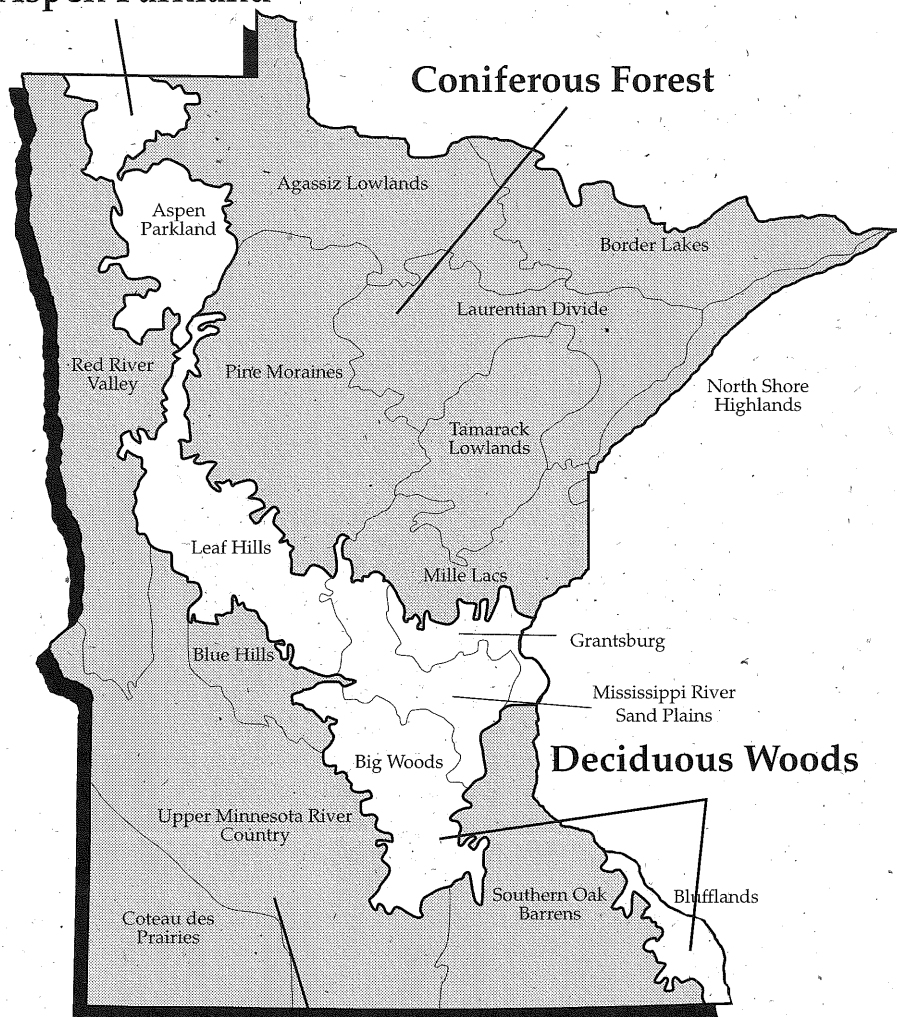 Aspen Parkland
Coniferous Forest
Agassiz Lowlands
Aspen
Parkland
Border Lakes
Laurentian Divide
Red River
Valley
Pine Moraines
North Shore
Highlands
Tamarack
Lowlands
Leaf Hills
Mille Lacs
Grantsburg
Blue Hills
Mississippi River
Sand Plains
Deciduous Woods
Big Woods
Upper Minnesota River
Country
Southern Oak
Barrens
Blufflands
Coteau des
Prairies